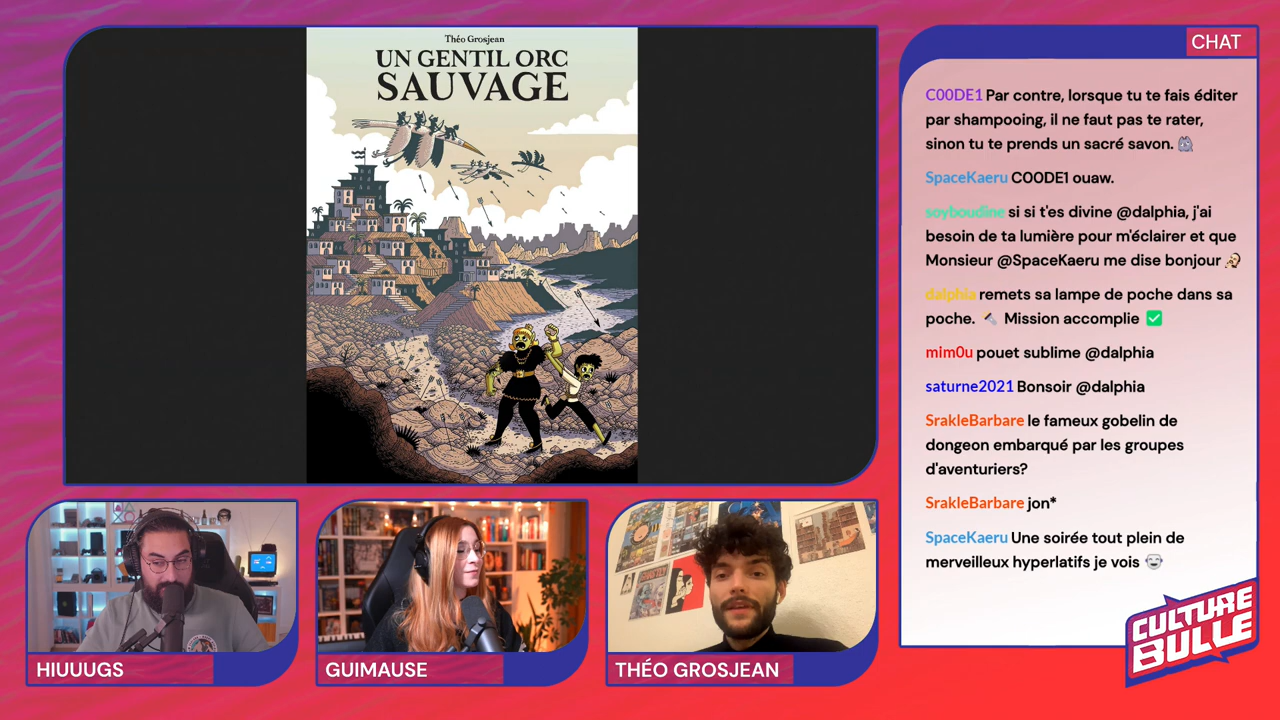 Théo Grosjean
UN GENTIL ORC
SAUVAGE
HIUUUGS
GUIMAUSE
THÉO GROSJEAN
CHAT
C00DE1 Par contre, lorsque tu te fais éditer
par shampooing, il ne faut pas te rater,
sinon tu te prends un sacré savon.
SpaceKaeru C00DE1 ouaw.
soyboudine si si t'es divine @dalphia, j'ai
besoin de ta lumière pour m'éclairer et que
Monsieur @SpaceKaeru me dise bonjour
dalphia remets sa lampe de poche dans sa
poche. Mission accomplie
mim0u pouet sublime @dalphia
saturne2021 Bonsoir @dalphia
SrakleBarbare le fameux gobelin de
dongeon embarqué par les groupes
d'aventuriers?
SrakleBarbare jon*
SpaceKaeru Une soirée tout plein de
merveilleux hyperlatifs je vois
CULTURE
BULLE